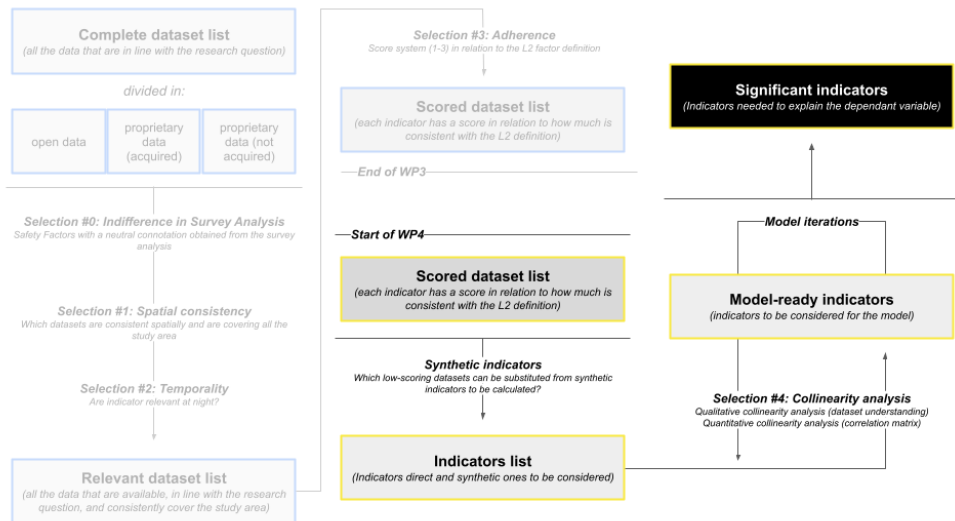 Complete dataset list
(all the data that are in line with the research question)
divided in:
open data
proprietary
data
(acquired)
proprietary
data (not
acquired)
Selection #0: Indifference in Survey Analysis
Safety Factors with a neutral connotation obtained from the survey
analysis
Selection #1: Spatial consistency
Which datasets are consistent spatially and are covering all the
study area
Selection #2: Temporality
Are indicator relevant at night?
Relevant dataset list
(all the data that are available, in line with the research
question, and consistently cover the study area)
Selection #3: Adherence
Score system (1-3) in relation to the L2 factor definition
Scored dataset list
(each indicator has a score in relation to how much is
consistent with the L2 definition)
End of WP3
Start of WP4
Scored dataset list
(each indicator has a score in relation to how much is
consistent with the L2 definition)
Synthetic indicators
Which low-scoring datasets can be substituted from synthetic
indicators to be calculated?
Indicators list
(Indicators direct and synthetic ones to be considered)
Significant indicators
(Indicators needed to explain the dependant variable)
Model iterations
Model-ready indicators
(indicators to be considered for the model)
Selection #4: Collinearity analysis
Qualitative collinearity analysis (dataset understanding)
Quantitative collinearity analysis (correlation matrix)